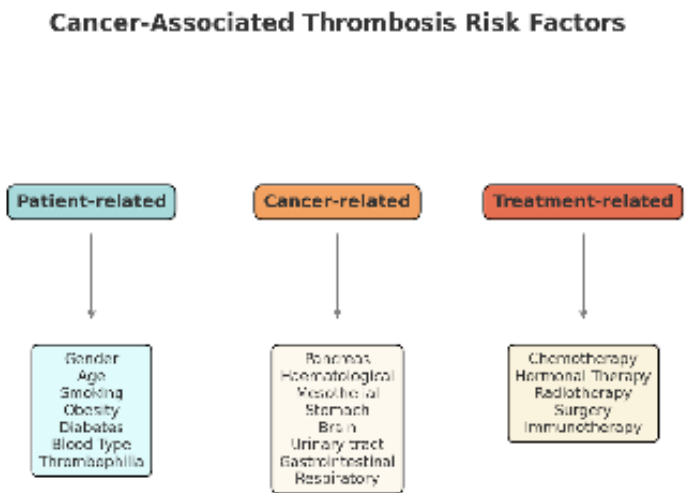 Cancer-Associated Thrombosis Risk Factors
Patient-related
Cancer-related
Treatment-related
Gender
Age
Smoking
Obesity
Diabetes
Blood Type
Thrombophilia
Pancreas
Haematological
Mesothelial
Stomach
Brain
Urinary tract
Gastrointestinal
Respiratory
Chemotherapy
Hormonal Therapy
Radiotherapy
Surgery
Immunotherapy